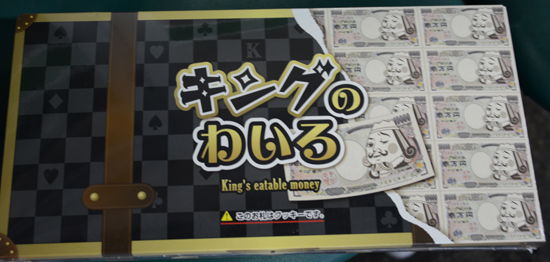 K
キングの
わいろ
King's eatable money
このお札はクッキーです。